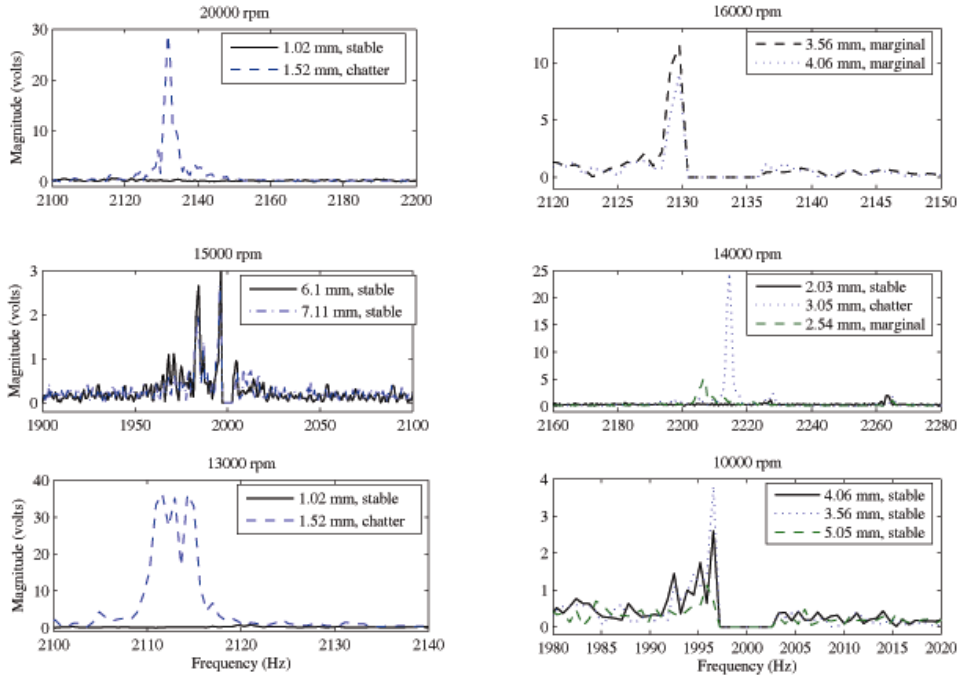 20000 rpm
Magnitude (volts)
30
20
10
0
2100 2120 2140 2160 2180 2200
1.02 mm, stable
1.52 mm, chatter
16000 rpm
10
5
0
2120 2125 2130 2135 2140 2145 2150
3.56 mm, marginal
4.06 mm, marginal
15000 rpm
Magnitude (volts)
3
2
1
0
1900 1950 2000 2050 2100
6.1 mm, stable
7.11 mm, stable
14000 rpm
25
20
15
10
5
0
2160 2180 2200 2220 2240 2260 2280
2.03 mm, stable
3.05 mm, chatter
2.54 mm, marginal
13000 rpm
Magnitude (volts)
40
30
20
10
0
2100 2110 2120 2130 2140
Frequency (Hz)
1.02 mm, stable
1.52 mm, chatter
10000 rpm
4
3
2
1
0
1980 1985 1990 1995 2000 2005 2010 2015 2020
Frequency (Hz)
4.06 mm, stable
3.56 mm, stable
5.05 mm, stable